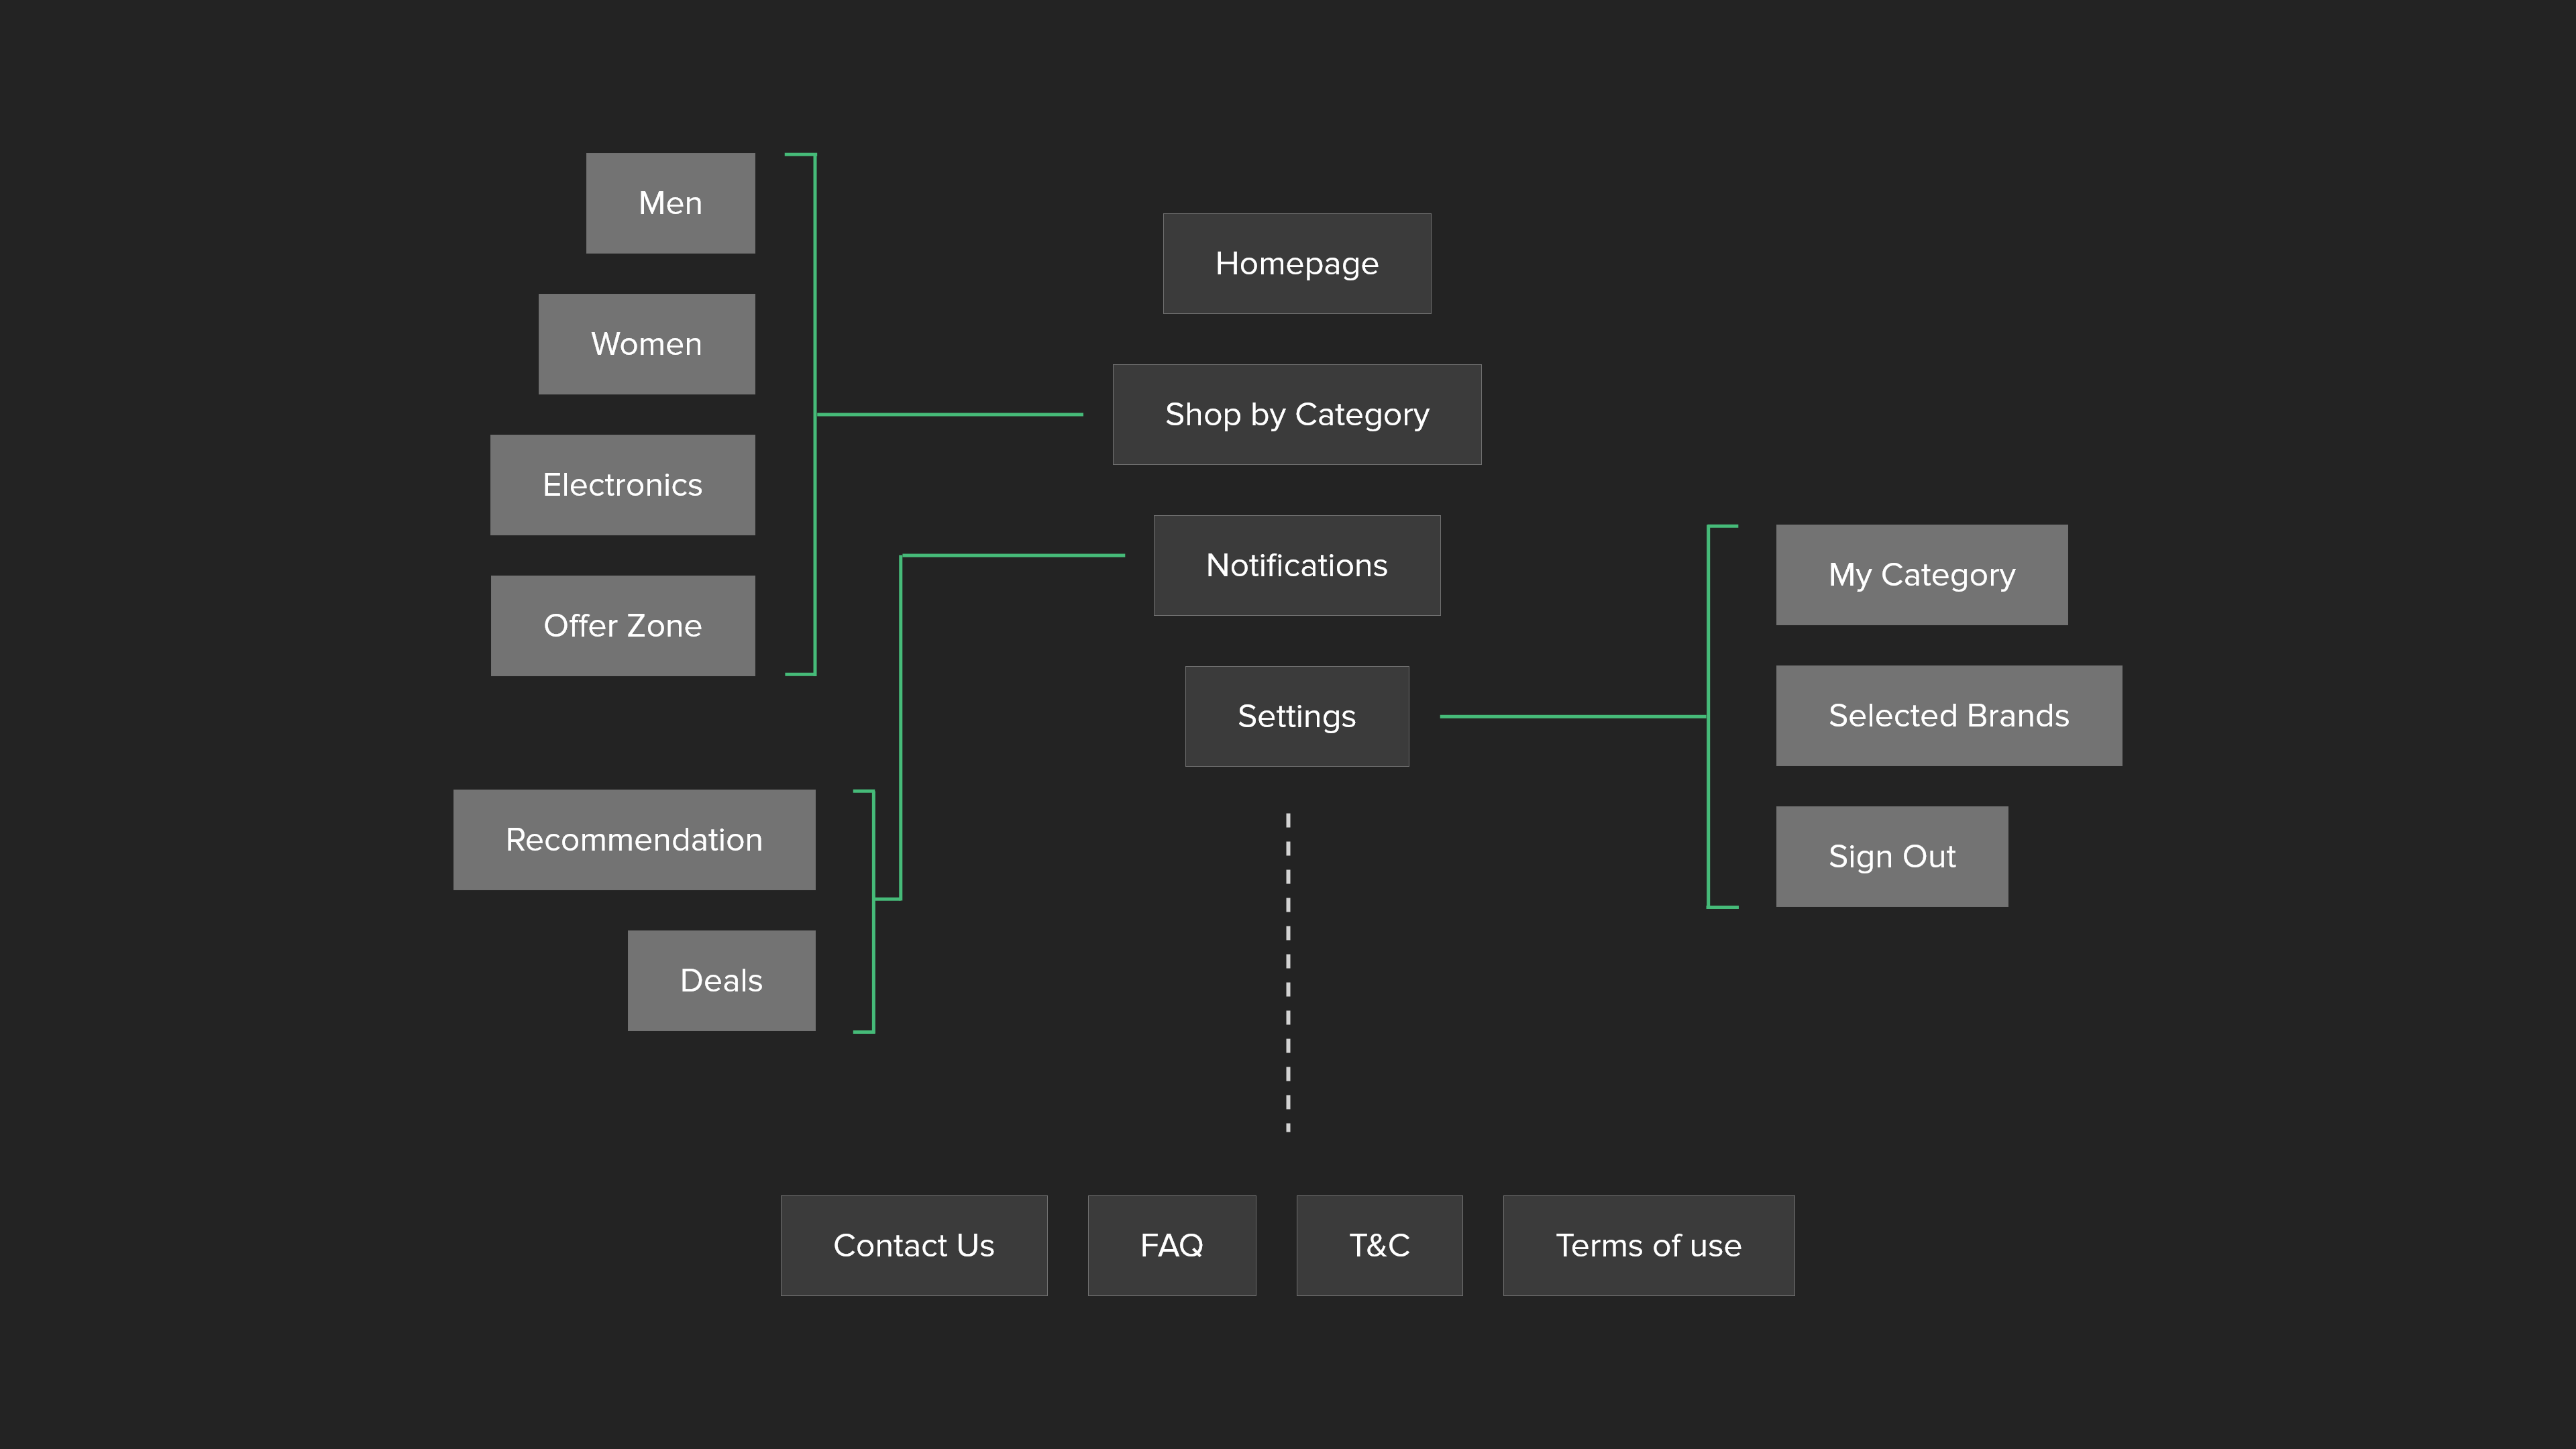 Men
Women
Electronics
Offer Zone
Homepage
Shop by Category
Notifications
Settings
My Category
Selected Brands
Sign Out
Recommendation
Deals
Contact Us
FAQ
T&C
Terms of use